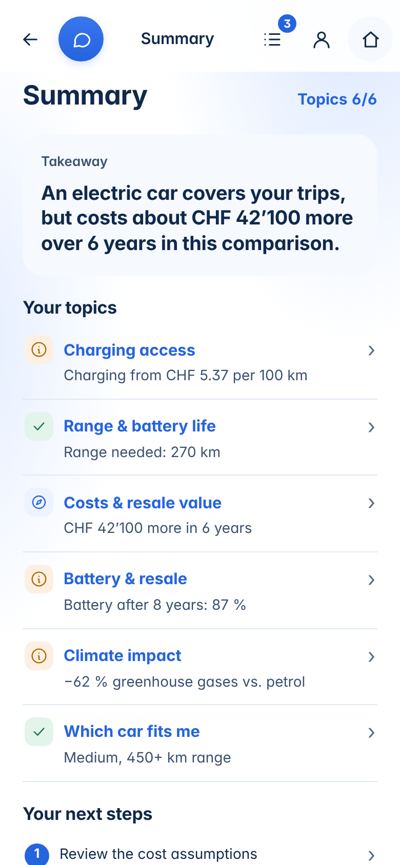 Summary
3
Summary
Topics 6/6
Takeaway
An electric car covers your trips,
but costs about CHF 42’100 more
over 6 years in this comparison.
Your topics
Charging access
Charging from CHF 5.37 per 100 km
Range & battery life
Range needed: 270 km
Costs & resale value
CHF 42’100 more in 6 years
Battery & resale
Battery after 8 years: 87 %
Climate impact
−62 % greenhouse gases vs. petrol
Which car fits me
Medium, 450+ km range
Your next steps
1 Review the cost assumptions